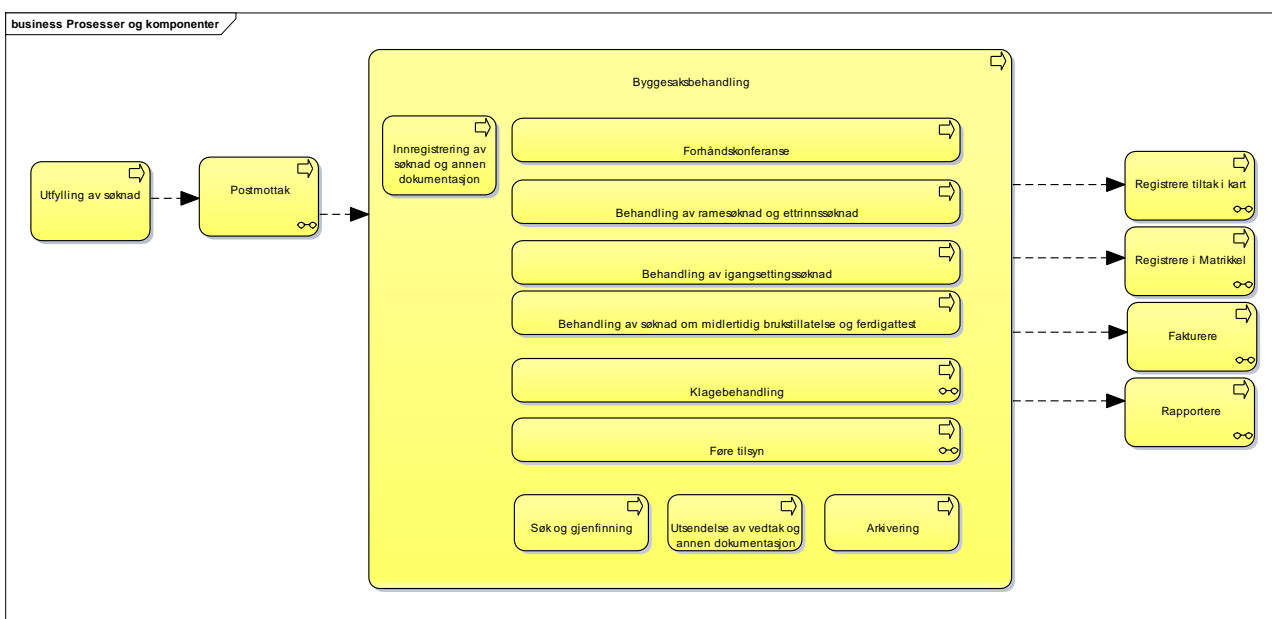 business Prosesser og komponenter
Byggesaksbehandling
Utfylling av søknad
Postmottak
Innregistrering av
søknad og annen
dokumentasjon
Forhåndskonferanse
Behandling av ramesøknad og ettrinnssøknad
Behandling av igangsettingssøknad
Behandling av søknad om midlertidig brukstillatelse og ferdigattest
Klagebehandling
Føre tilsyn
Søk og gjenfinning
Utsendelse av vedtak og
annen dokumentasjon
Arkivering
Registrere tiltak i kart
Registrere i Matrikkel
Fakturere
Rapportere